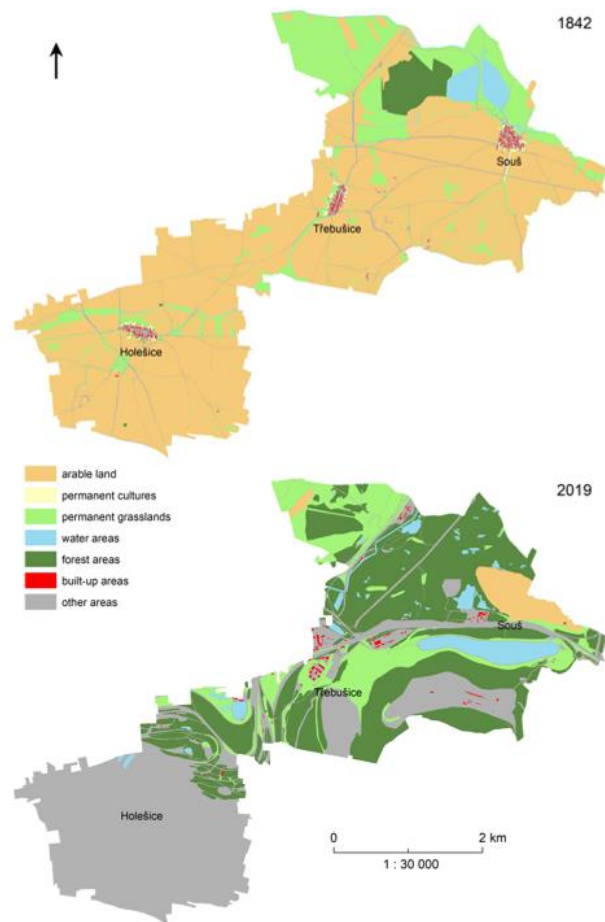 1842
Souš
Třebušice
Holešice
arable land
permanent cultures
permanent grasslands
water areas
forest areas
built-up areas
other areas
2019
Souš
Třebušice
Holešice
0 2 km
1 : 30 000